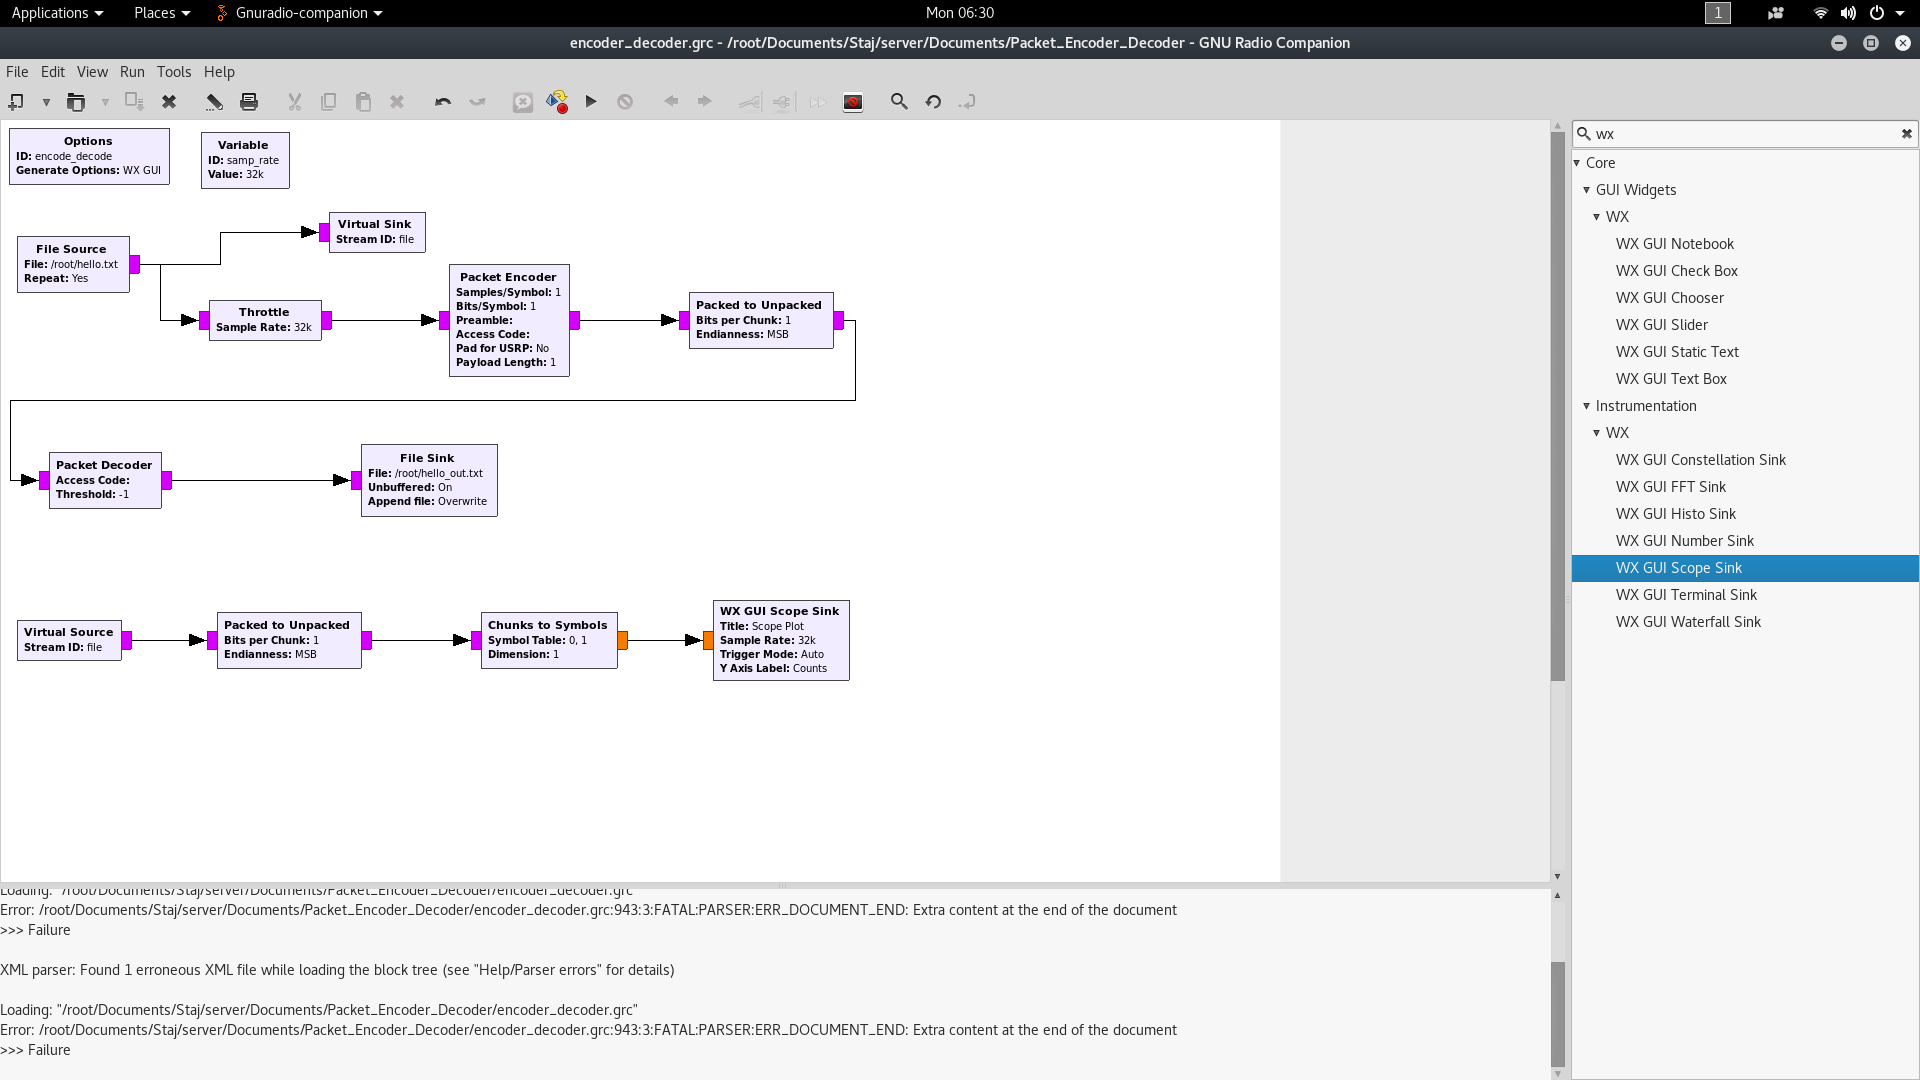 Applications Places Gnuradio-companion Mon 06:30 1
encoder_decoder.grc - /root/Documents/Staj/server/Documents/Packet_Encoder_Decoder - GNU Radio Companion
File Edit View Run Tools Help
Options
ID: encode_decode
Generate Options: WX GUI
Variable
ID: samp_rate
Value: 32k
Virtual Sink
Stream ID: file
File Source
File: /root/hello.txt
Repeat: Yes
Throttle
Sample Rate: 32k
Packet Encoder
Samples/Symbol: 1
Bits/Symbol: 1
Preamble:
Access Code:
Pad for USRP: No
Payload Length: 1
Packed to Unpacked
Bits per Chunk: 1
Endianness: MSB
Packet Decoder
Access Code:
Threshold: -1
File Sink
File: /root/hello_out.txt
Unbuffered: On
Append file: Overwrite
Virtual Source
Stream ID: file
Packed to Unpacked
Bits per Chunk: 1
Endianness: MSB
Chunks to Symbols
Symbol Table: 0, 1
Dimension: 1
WX GUI Scope Sink
Title: Scope Plot
Sample Rate: 32k
Trigger Mode: Auto
Y Axis Label: Counts
wx
Core
GUI Widgets
WX
WX GUI Notebook
WX GUI Check Box
WX GUI Chooser
WX GUI Slider
WX GUI Static Text
WX GUI Text Box
Instrumentation
WX
WX GUI Constellation Sink
WX GUI FFT Sink
WX GUI Histo Sink
WX GUI Number Sink
WX GUI Scope Sink
WX GUI Terminal Sink
WX GUI Waterfall Sink
Loading: "/root/Documents/Staj/server/Documents/Packet_Encoder_Decoder/encoder_decoder.grc"
Error: /root/Documents/Staj/server/Documents/Packet_Encoder_Decoder/encoder_decoder.grc:943:3:FATAL:PARSER:ERR_DOCUMENT_END: Extra content at the end of the document
>>> Failure
XML parser: Found 1 erroneous XML file while loading the block tree (see "Help/Parser errors" for details)
Loading: "/root/Documents/Staj/server/Documents/Packet_Encoder_Decoder/encoder_decoder.grc"
Error: /root/Documents/Staj/server/Documents/Packet_Encoder_Decoder/encoder_decoder.grc:943:3:FATAL:PARSER:ERR_DOCUMENT_END: Extra content at the end of the document
>>> Failure